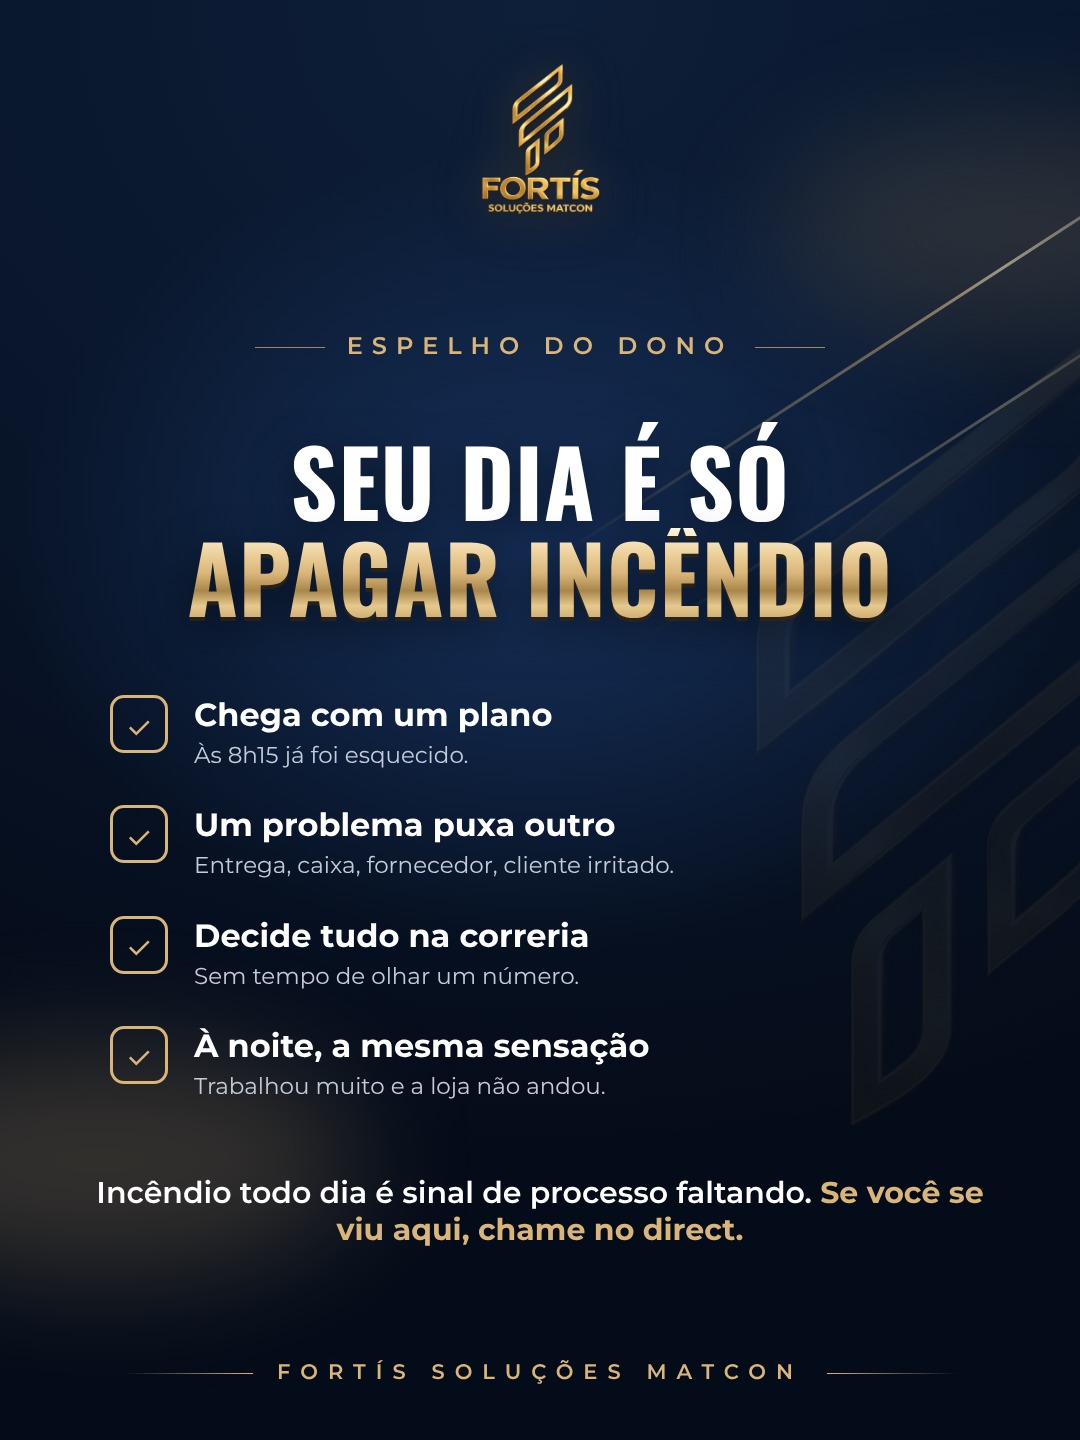 FORTÍS
SOLUÇÕES MATCON
ESPELHO DO DONO
SEU DIA É SÓ
APAGAR INCÊNDIO
Chega com um plano
Às 8h15 já foi esquecido.
Um problema puxa outro
Entrega, caixa, fornecedor, cliente irritado.
Decide tudo na correria
Sem tempo de olhar um número.
À noite, a mesma sensação
Trabalhou muito e a loja não andou.
Incêndio todo dia é sinal de processo faltando. Se você se
viu aqui, chame no direct.
FORTÍS SOLUÇÕES MATCON